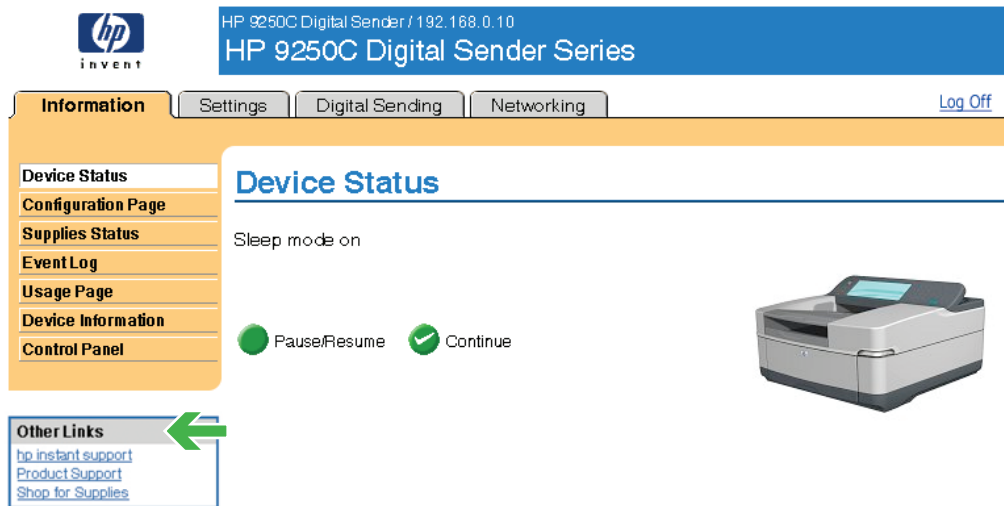 hp
invent
HP 9250C Digital Sender / 192.168.0.10
HP 9250C Digital Sender Series
Information
Settings
Digital Sending
Networking
Log Off
Device Status
Configuration Page
Supplies Status
Event Log
Usage Page
Device Information
Control Panel
Device Status
Sleep mode on
Pause/Resume
Continue
Other Links
hp instant support
Product Support
Shop for Supplies